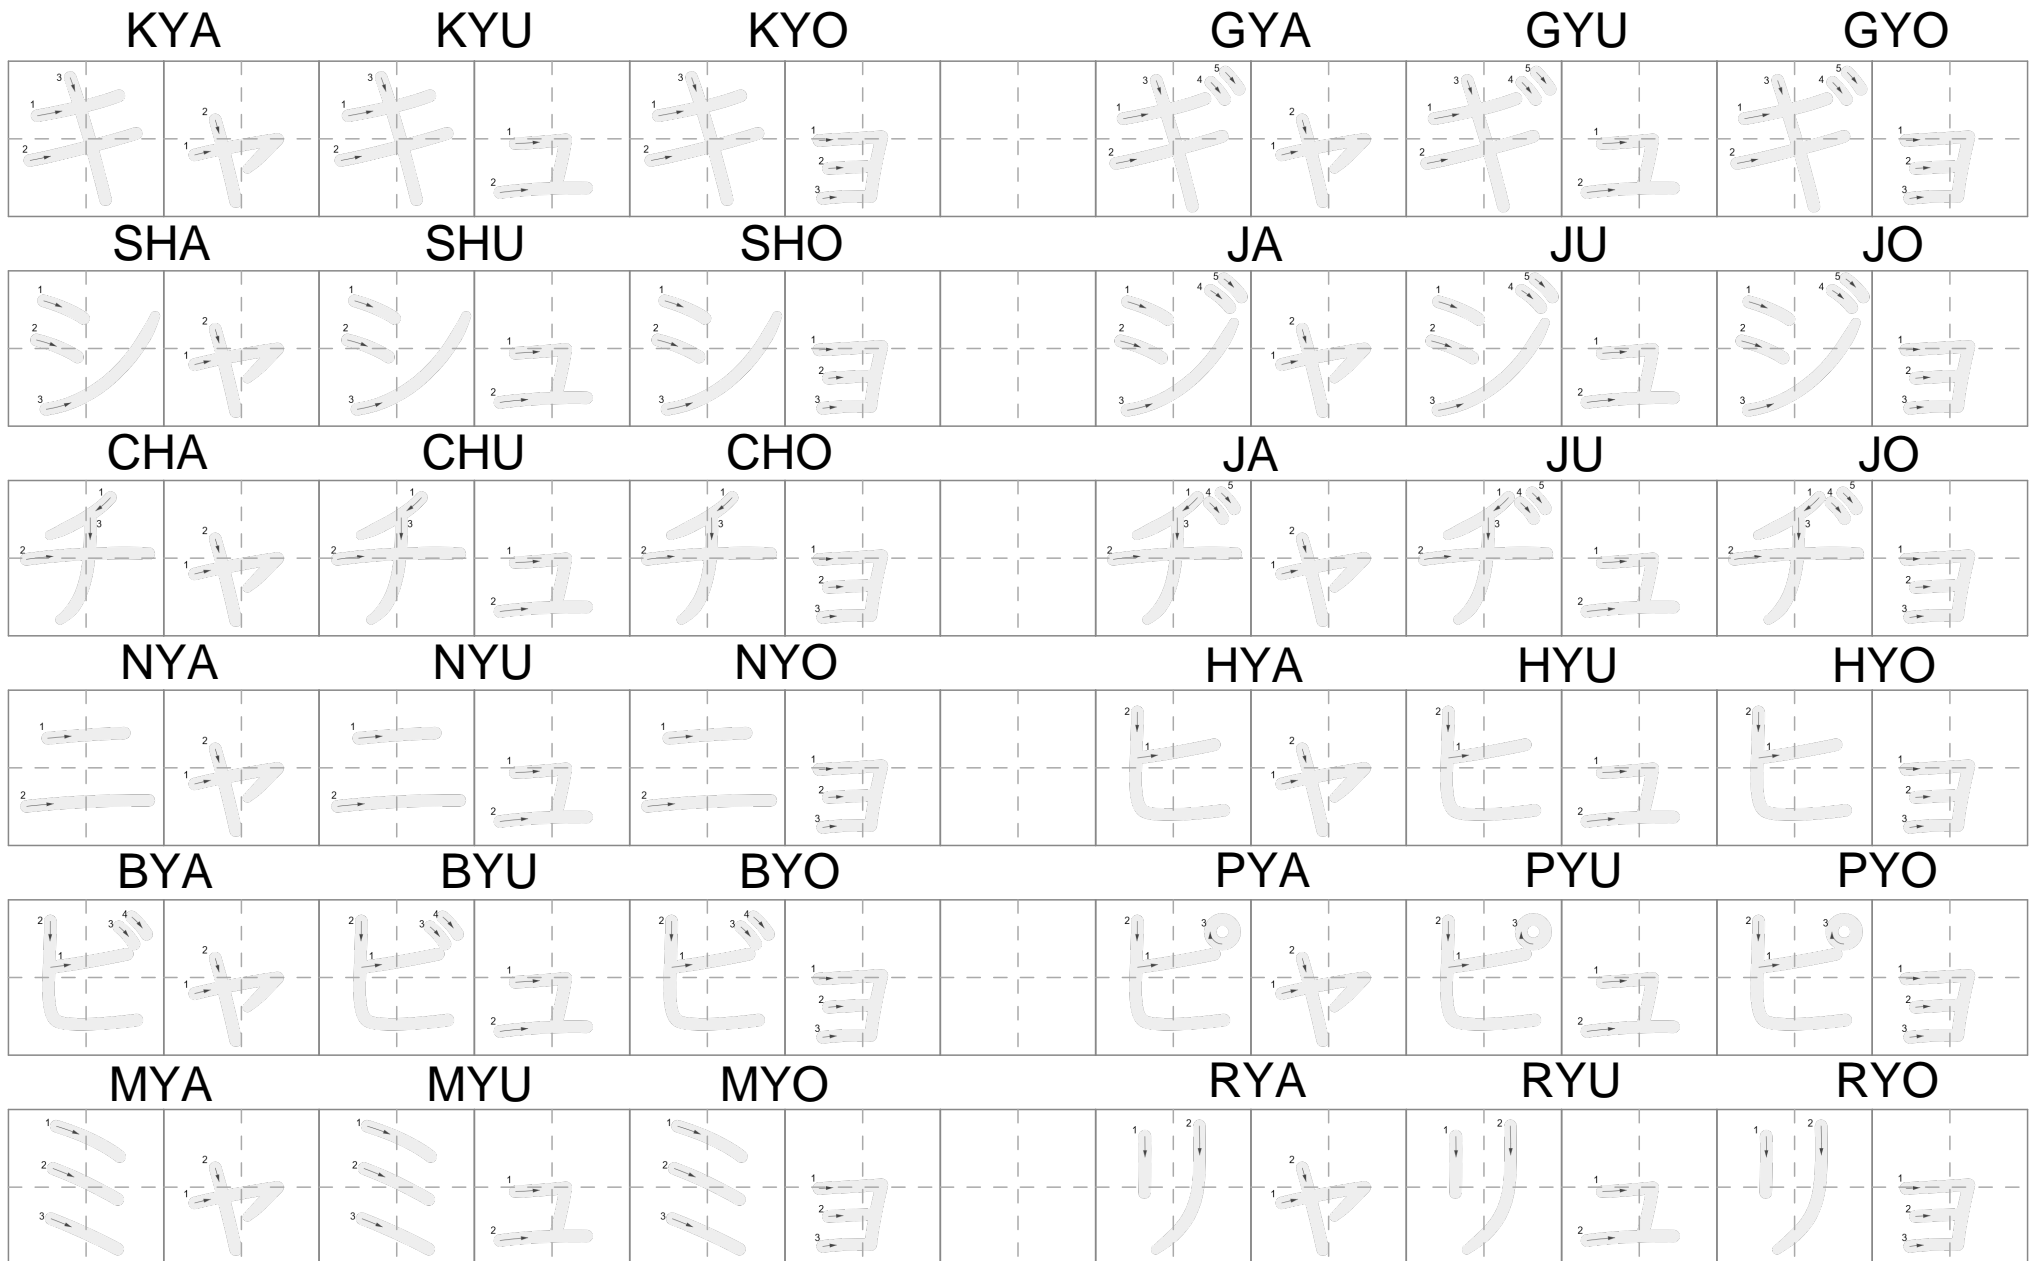 KYA KYU KYO GYA GYU GYO
キャ キュ キョ ギャ ギュ ギョ
SHA SHU SHO JA JU JO
シャ シュ ショ ジャ ジュ ジョ
CHA CHU CHO JA JU JO
チャ チュ チョ ヂャ ヂュ ヂョ
NYA NYU NYO HYA HYU HYO
ニャ ニュ ニョ ヒャ ヒュ ヒョ
BYA BYU BYO PYA PYU PYO
ビャ ビュ ビョ ピャ ピュ ピョ
MYA MYU MYO RYA RYU RYO
ミャ ミュ ミョ リャ リュ リョ